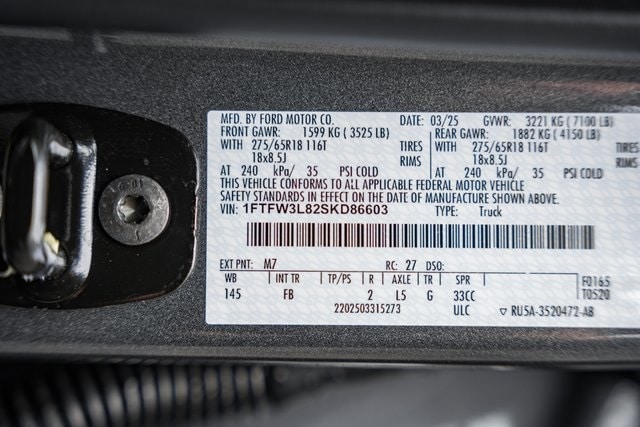 MFD. BY FORD MOTOR CO. DATE: 03/25 GVWR: 3221 KG ( 7100 LB)
FRONT GAWR: 1599 KG ( 3525 LB) REAR GAWR: 1882 KG ( 4150 LB)
WITH 275/65R18 116T TIRES WITH 275/65R18 116T TIRES
18x8.5J RIMS 18x8.5J RIMS
AT 240 kPa/ 35 PSI COLD AT 240 kPa/ 35 PSI COLD
THIS VEHICLE CONFORMS TO ALL APPLICABLE FEDERAL MOTOR VEHICLE
SAFETY STANDARDS IN EFFECT ON THE DATE OF MANUFACTURE SHOWN ABOVE.
VIN: 1FTFW3L82SKD86603 TYPE: Truck
EXT PNT: M7 RC: 27 DSO:
WB INT TR TP/PS R AXLE TR SPR F0165
145 FB 2 L5 G 33CC T0520
2202503315273 ULC ▽ RU5A-3520472-AB